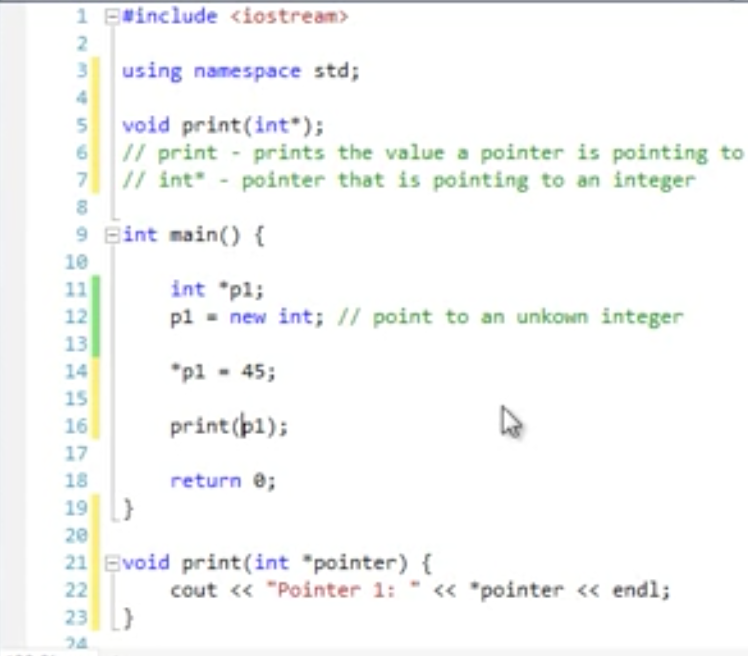 1 #include <iostream>
2
3 using namespace std;
4
5 void print(int*);
6 // print - prints the value a pointer is pointing to
7 // int* - pointer that is pointing to an integer
8
9 int main() {
10
11 int *p1;
12 p1 = new int; // point to an unkown integer
13
14 *p1 = 45;
15
16 print(p1);
17
18 return 0;
19 }
20
21 void print(int *pointer) {
22 cout << "Pointer 1: " << *pointer << endl;
23 }
24